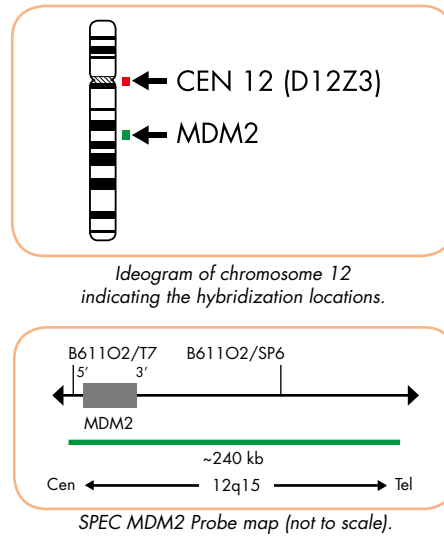 CEN 12 (D12Z3)
MDM2
Ideogram of chromosome 12
indicating the hybridization locations.
B611O2/T7 B611O2/SP6
5’ 3’
MDM2
~240 kb
Cen 12q15 Tel
SPEC MDM2 Probe map (not to scale).